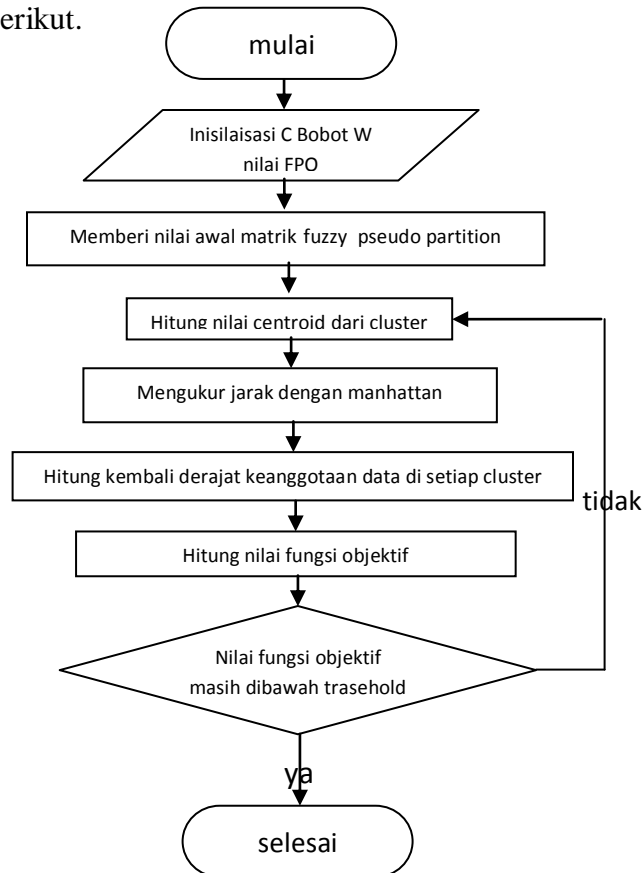 erikut.
mulai
Inisilaisasi C Bobot W
nilai FPO
Memberi nilai awal matrik fuzzy pseudo partition
Hitung nilai centroid dari cluster
Mengukur jarak dengan manhattan
Hitung kembali derajat keanggotaan data di setiap cluster
tidak
Hitung nilai fungsi objektif
Nilai fungsi objektif
masih dibawah trasehold
ya
selesai